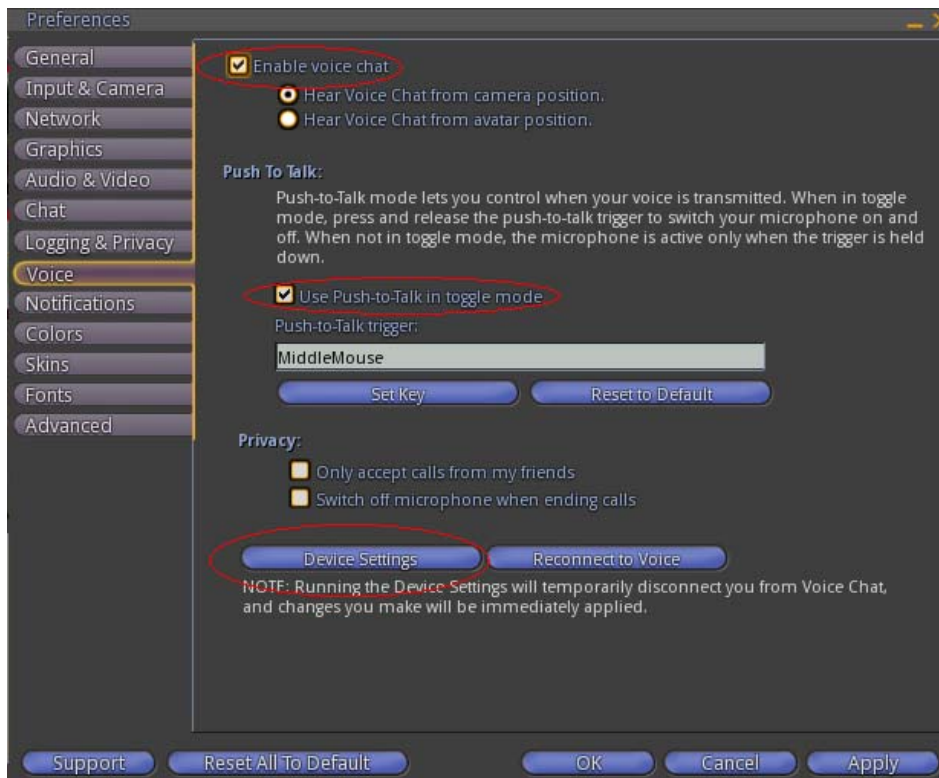 Preferences
General
Input & Camera
Network
Graphics
Audio & Video
Chat
Logging & Privacy
Voice
Notifications
Colors
Skins
Fonts
Advanced
Enable voice chat
Hear Voice Chat from camera position.
Hear Voice Chat from avatar position.
Push To Talk:
Push-to-Talk mode lets you control when your voice is transmitted. When in toggle
mode, press and release the push-to-talk trigger to switch your microphone on and
off. When not in toggle mode, the microphone is active only when the trigger is held
down.
Use Push-to-Talk in toggle mode
Push-to-Talk trigger:
MiddleMouse
Set Key
Reset to Default
Privacy:
Only accept calls from my friends
Switch off microphone when ending calls
Device Settings
Reconnect to Voice
NOTE: Running the Device Settings will temporarily disconnect you from Voice Chat,
and changes you make will be immediately applied.
Support
Reset All To Default
OK
Cancel
Apply